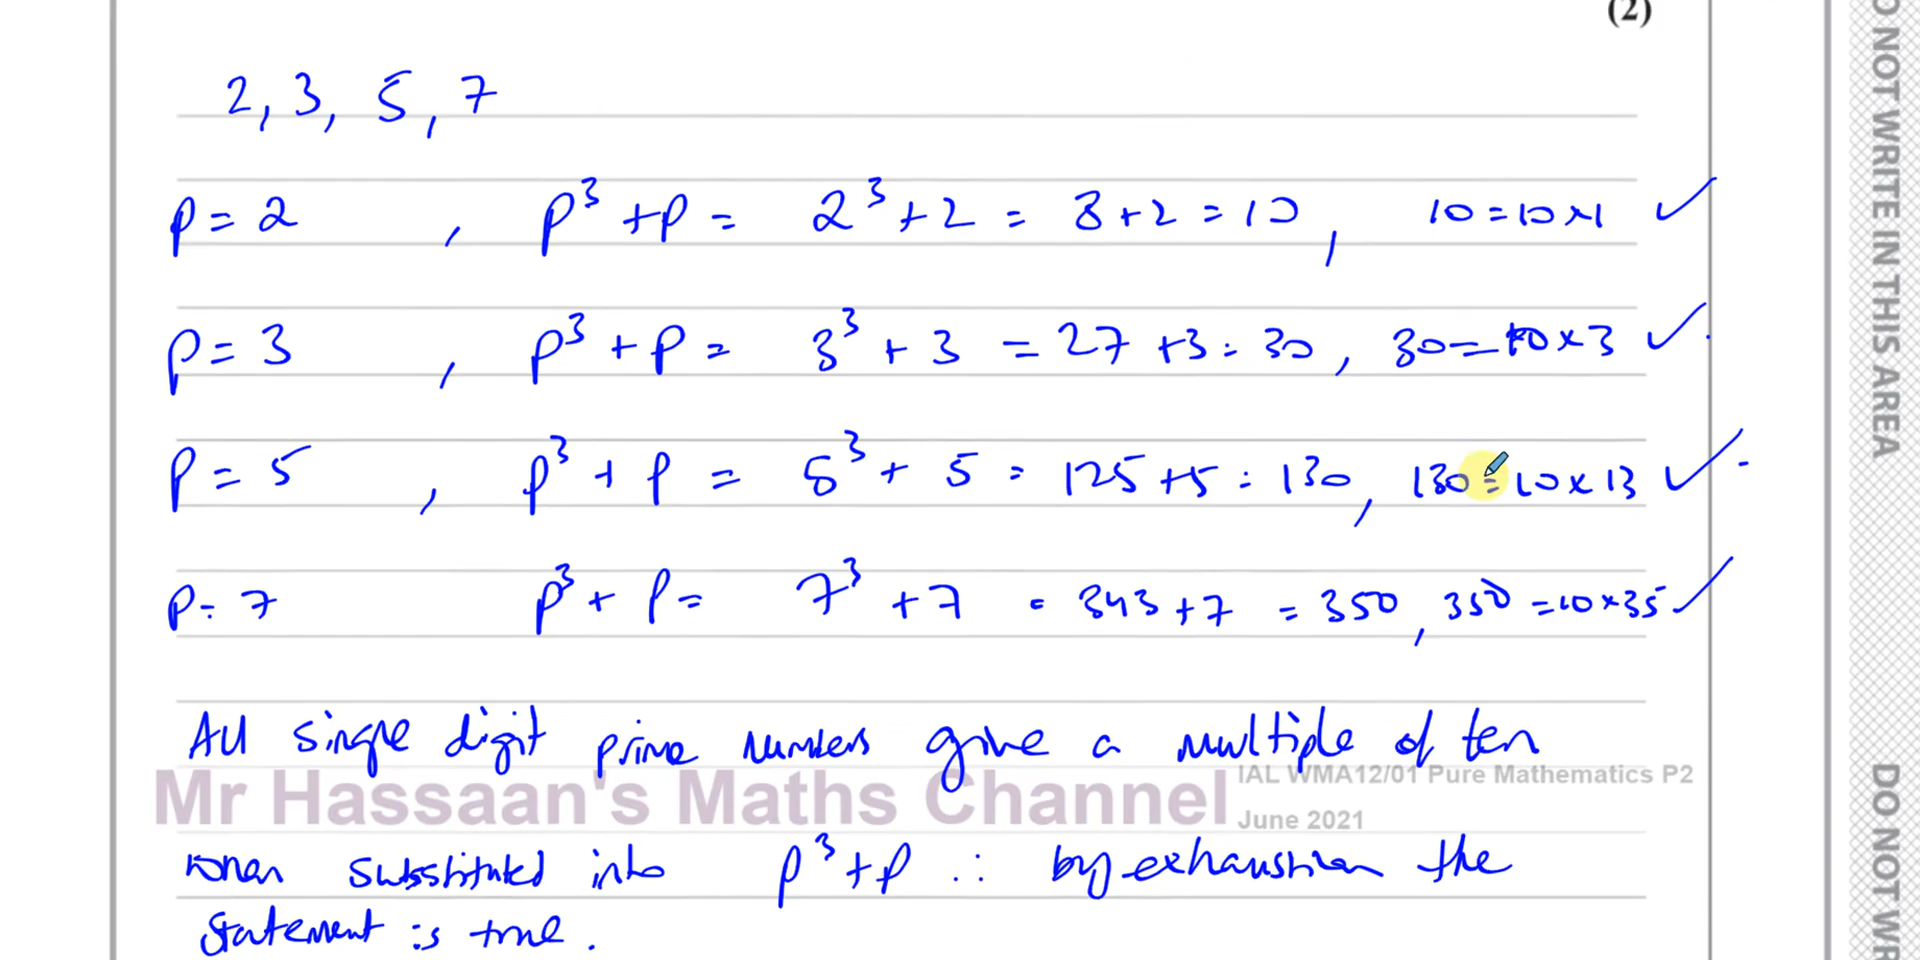 (2)
2, 3, 5, 7
p = 2 , p³ + p = 2³ + 2 = 8 + 2 = 10 , 10 = 10 × 1 ✓
p = 3 , p³ + p = 3³ + 3 = 27 + 3 = 30 , 30 = 10 × 3 ✓.
p = 5 , p³ + p = 5³ + 5 = 125 + 5 = 130 , 130 = 10 × 13 ✓.
p = 7 p³ + p = 7³ + 7 = 343 + 7 = 350 , 350 = 10 × 35 ✓
All single digit prime numbers give a multiple of ten
Mr Hassaan's Maths Channel
IAL WMA12/01 Pure Mathematics P2
June 2021
when substituted into p³ + p ∴ by exhaustion the
statement is true.
O NOT WRITE IN THIS AREA
DO NOT WR